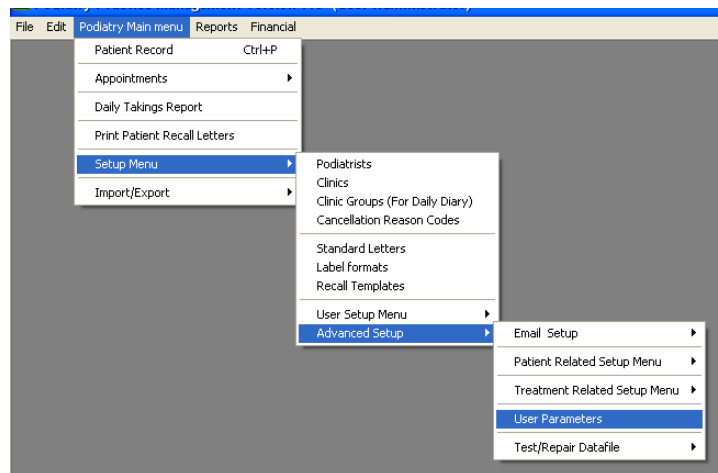 File Edit Podiatry Main menu Reports Financial
Patient Record Ctrl+P
Appointments
Daily Takings Report
Print Patient Recall Letters
Setup Menu
Import/Export
Podiatrists
Clinics
Clinic Groups (For Daily Diary)
Cancellation Reason Codes
Standard Letters
Label formats
Recall Templates
User Setup Menu
Advanced Setup
Email Setup
Patient Related Setup Menu
Treatment Related Setup Menu
User Parameters
Test/Repair Datafile